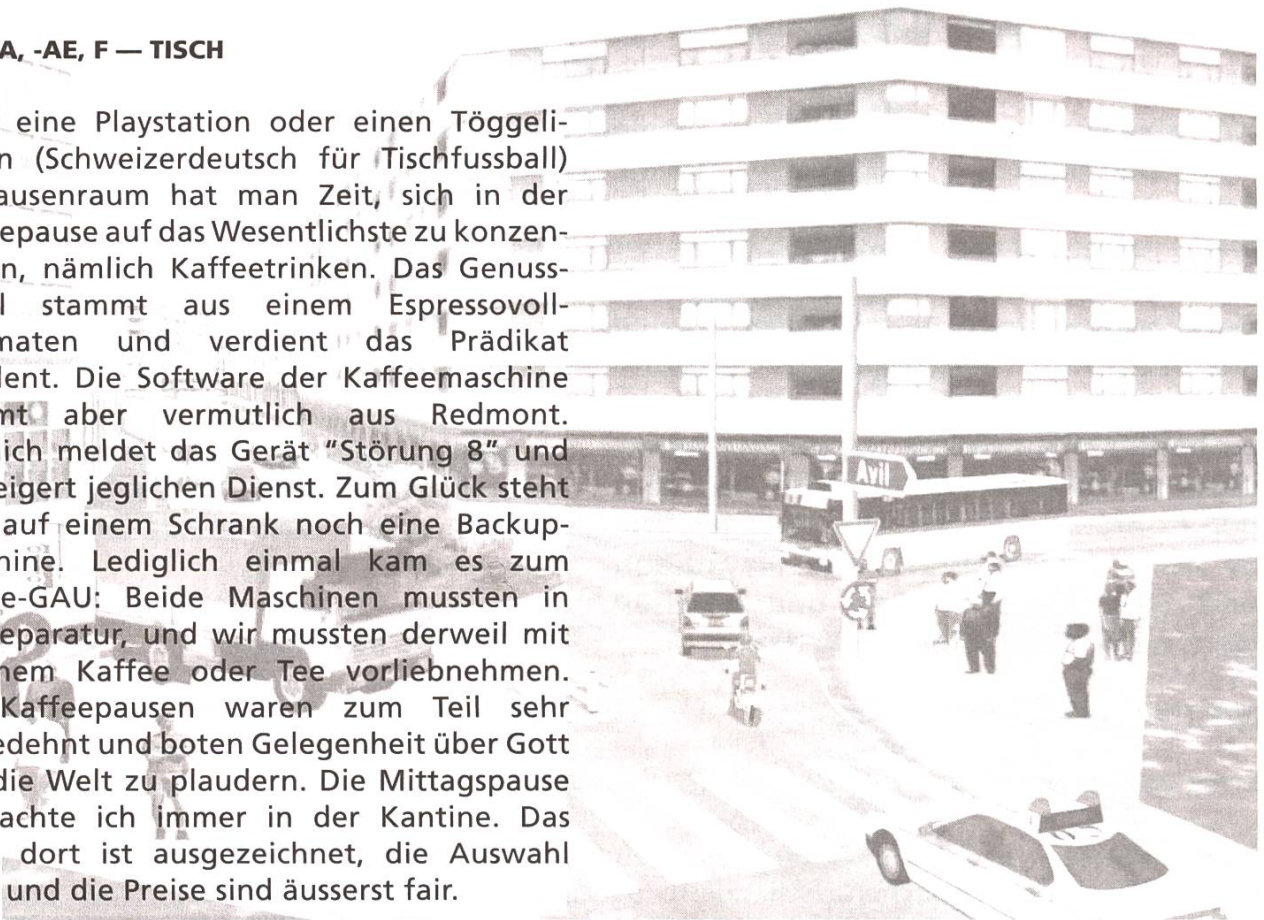 A, -AE, F — TISCH
eine Playstation oder einen Töggeli-
n (Schweizerdeutsch für Tischfussball)
ausenraum hat man Zeit, sich in der
epause auf das Wesentlichste zu konzen-
n, nämlich Kaffeetrinken. Das Genuss-
l stammt aus einem Espressovoll-
maten und verdient das Prädikat
lent. Die Software der Kaffeemaschine
mt aber vermutlich aus Redmont.
ich meldet das Gerät “Störung 8” und
eigert jeglichen Dienst. Zum Glück steht
auf einem Schrank noch eine Backup-
hine. Lediglich einmal kam es zum
e-GAU: Beide Maschinen mussten in
eparatur, und wir mussten derweil mit
nem Kaffee oder Tee vorliebnehmen.
Kaffeepausen waren zum Teil sehr
edehnt und boten Gelegenheit über Gott
die Welt zu plaudern. Die Mittagspause
achte ich immer in der Kantine. Das
dort ist ausgezeichnet, die Auswahl
und die Preise sind äusserst fair.
Avil